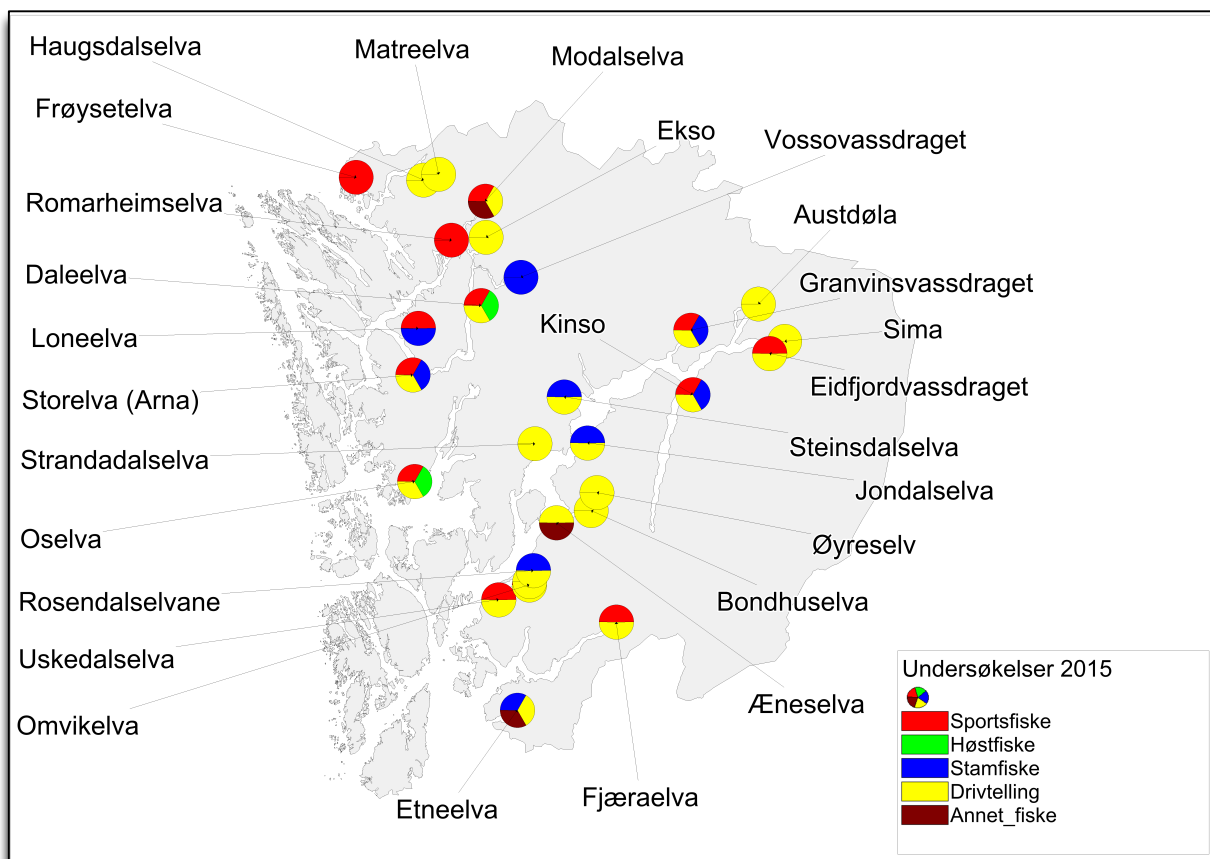 Haugsdalselva
Matreelva
Modalselva
Frøysetelva
Ekso
Vossovassdraget
Romarheimselva
Austdøla
Daleelva
Granvinsvassdraget
Kinso
Sima
Loneelva
Eidfjordvassdraget
Storelva (Arna)
Steinsdalselva
Strandadalselva
Jondalselva
Oselva
Øyreselv
Rosendalselvane
Bondhuselva
Uskedalselva
Æneselva
Omvikelva
Fjæraelva
Etneelva
Undersøkelser 2015
Sportsfiske
Høstfiske
Stamfiske
Drivtelling
Annet_fiske